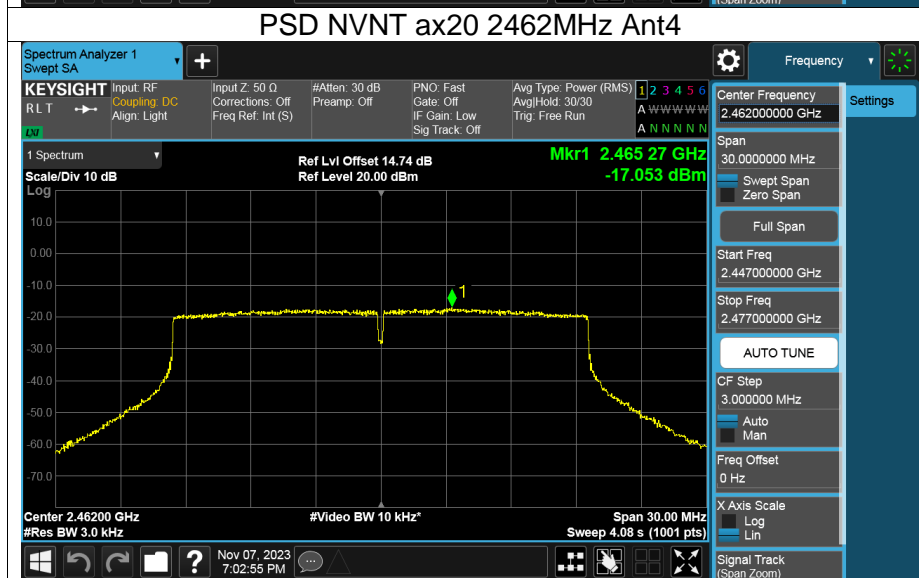 (Span Zoom)
PSD NVNT ax20 2462MHz Ant4
Spectrum Analyzer 1
Swept SA
+
Frequency
KEYSIGHT
R L T
LXI
Input: RF
Coupling: DC
Align: Light
Input Z: 50 Ω
Corrections: Off
Freq Ref: Int (S)
#Atten: 30 dB
Preamp: Off
PNO: Fast
Gate: Off
IF Gain: Low
Sig Track: Off
Avg Type: Power (RMS)
Avg|Hold: 30/30
Trig: Free Run
1 2 3 4 5 6
A W W W W W
A N N N N N
Center Frequency
2.462000000 GHz
Settings
1 Spectrum
Scale/Div 10 dB
Ref Lvl Offset 14.74 dB
Ref Level 20.00 dBm
Mkr1 2.465 27 GHz
-17.053 dBm
Span
30.0000000 MHz
Swept Span
Zero Span
Full Span
Start Freq
2.447000000 GHz
Stop Freq
2.477000000 GHz
AUTO TUNE
CF Step
3.000000 MHz
Auto
Man
Freq Offset
0 Hz
X Axis Scale
Log
Lin
Signal Track
(Span Zoom)
Log
10.0
0.00
-10.0
-20.0
-30.0
-40.0
-50.0
-60.0
-70.0
1
Center 2.46200 GHz
#Res BW 3.0 kHz
#Video BW 10 kHz*
Span 30.00 MHz
Sweep 4.08 s (1001 pts)
?
Nov 07, 2023
7:02:55 PM